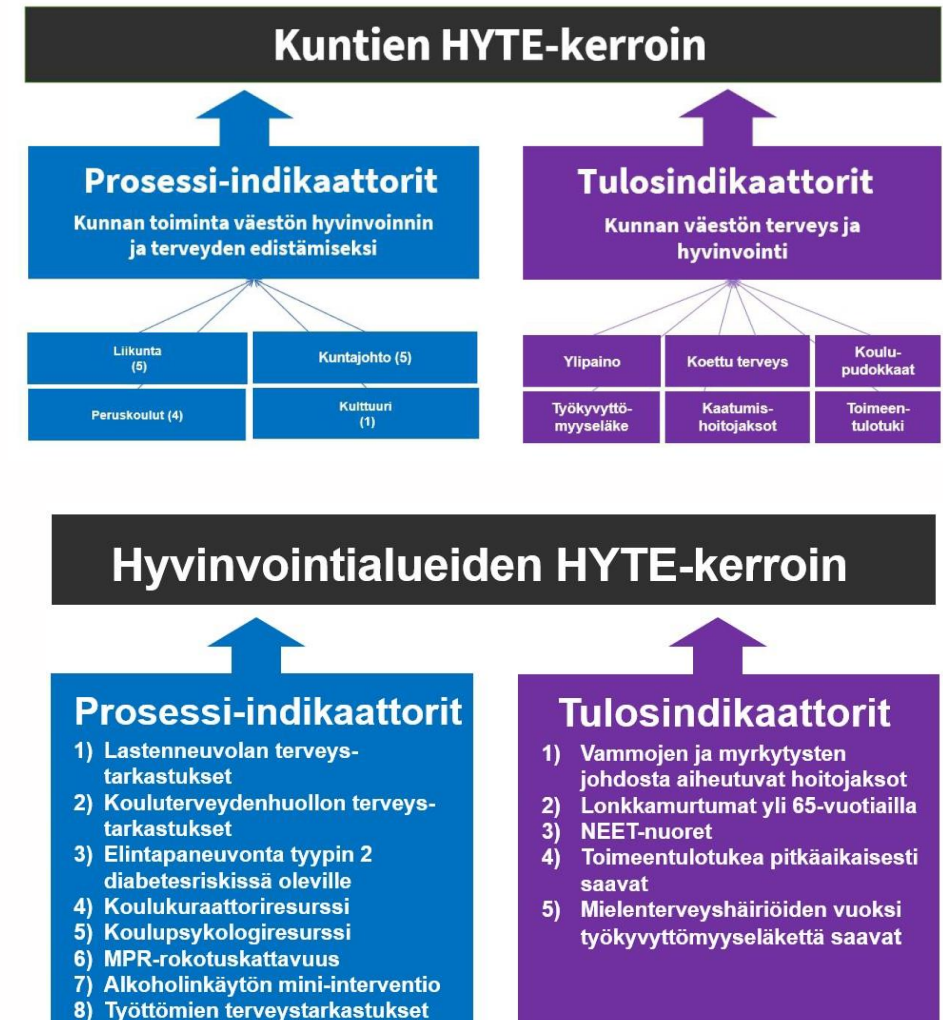 Kuntien HYTE-kerroin
Prosessi-indikaattorit
Kunnan toiminta väestön hyvinvoinnin
ja terveyden edistämiseksi
Liikunta
(5)
Kuntajohto (5)
Peruskoulut (4)
Kulttuuri
(1)
Tulosindikaattorit
Kunnan väestön terveys ja
hyvinvointi
Ylipaino
Koettu terveys
Koulu-
pudokkaat
Työkyvyttö-
myyseläke
Kaatumis-
hoitojaksot
Toimeen-
tulotuki
Hyvinvointialueiden HYTE-kerroin
Prosessi-indikaattorit
1) Lastenneuvolan terveys-
tarkastukset
2) Kouluterveydenhuollon terveys-
tarkastukset
3) Elintapaneuvonta tyypin 2
diabetesriskissä oleville
4) Koulukuraattoriresurssi
5) Koulupsykologiresurssi
6) MPR-rokotuskattavuus
7) Alkoholinkäytön mini-interventio
8) Työttömien terveystarkastukset
Tulosindikaattorit
1) Vammojen ja myrkytysten
johdosta aiheutuvat hoitojaksot
2) Lonkkamurtumat yli 65-vuotiailla
3) NEET-nuoret
4) Toimeentulotukea pitkäaikaisesti
saavat
5) Mielenterveyshäiriöiden vuoksi
työkyvyttömyyseläkettä saavat